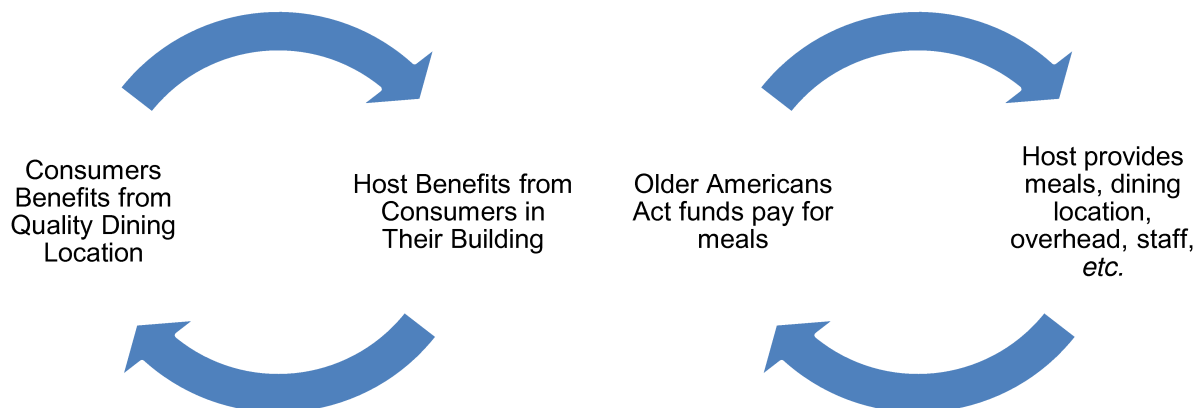 Consumers
Benefits from
Quality Dining
Location
Host Benefits from
Consumers in
Their Building
Older Americans
Act funds pay for
meals
Host provides
meals, dining
location,
overhead, staff,
etc.